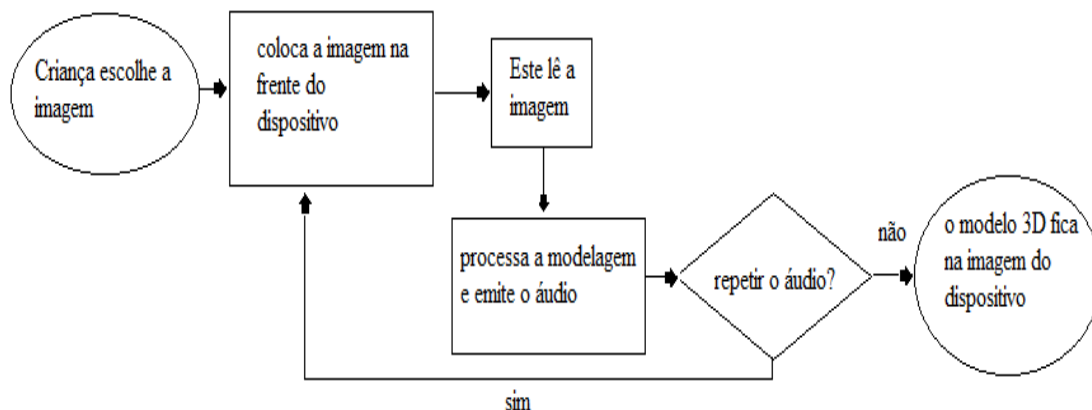 Criança escolhe a
imagem
coloca a imagem na
frente do
dispositivo
Este lê a
imagem
processa a modelagem
e emite o áudio
repetir o áudio?
não
o modelo 3D fica
na imagem do
dispositivo
sim